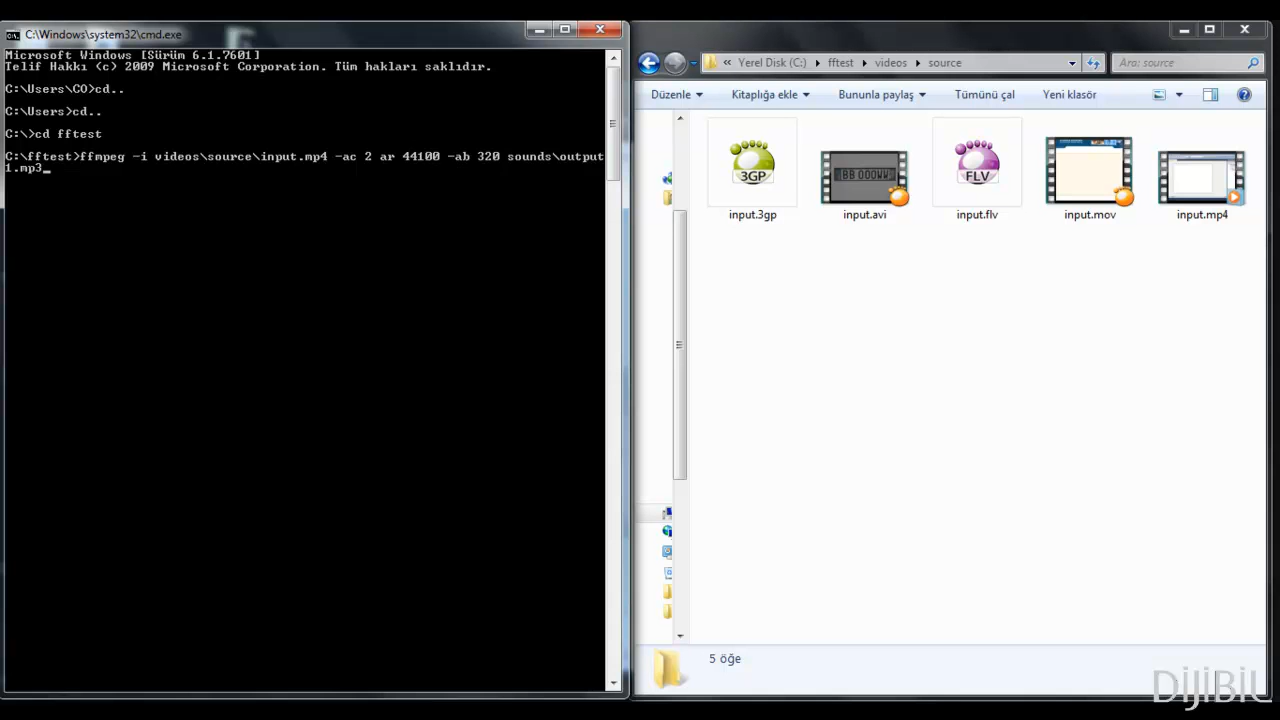 C:\Windows\system32\cmd.exe
Microsoft Windows [Sürüm 6.1.7601]
Telif Hakkı (c) 2009 Microsoft Corporation. Tüm hakları saklıdır.
C:\Users\CO>cd..
C:\Users>cd..
C:\>cd fftest
C:\fftest>ffmpeg -i videos\source\input.mp4 -ac 2 ar 44100 -ab 320 sounds\output
1.mp3
« Yerel Disk (C:) fftest videos source
Ara: source
Düzenle Kitaplığa ekle Bununla paylaş Tümünü çal Yeni klasör
3GP
BB 000WW
FLV
input.3gp input.avi input.flv input.mov input.mp4
5 öğe
DijiBil